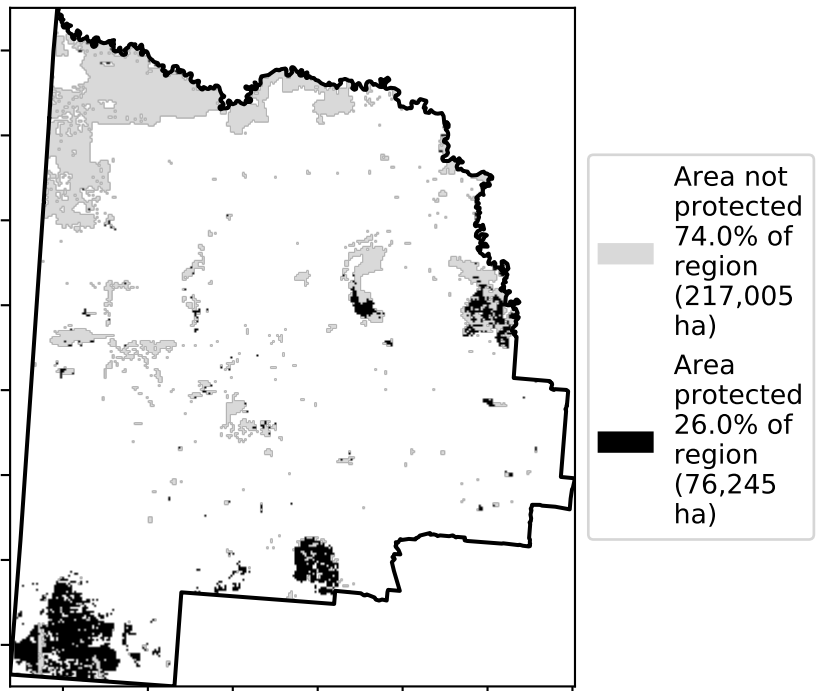 Area not
protected
74.0% of
region
(217,005
ha)
Area
protected
26.0% of
region
(76,245
ha)